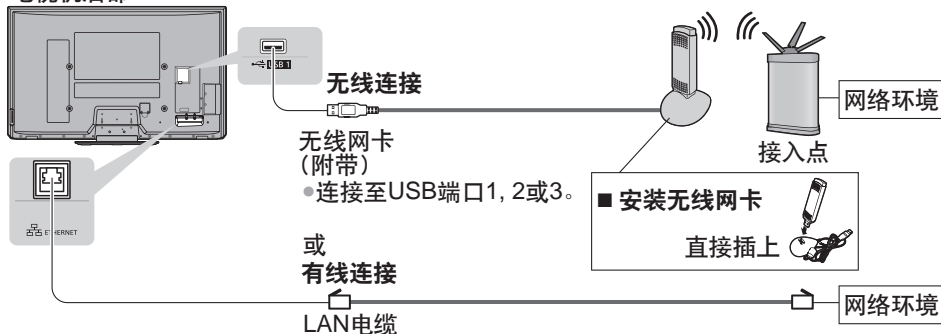 USB 1
无线连接
网络环境
接入点
无线网卡
(附带)
●连接至USB端口1, 2或3。
■ 安装无线网卡
直接插上
ETHERNET
或
有线连接
网络环境
LAN电缆